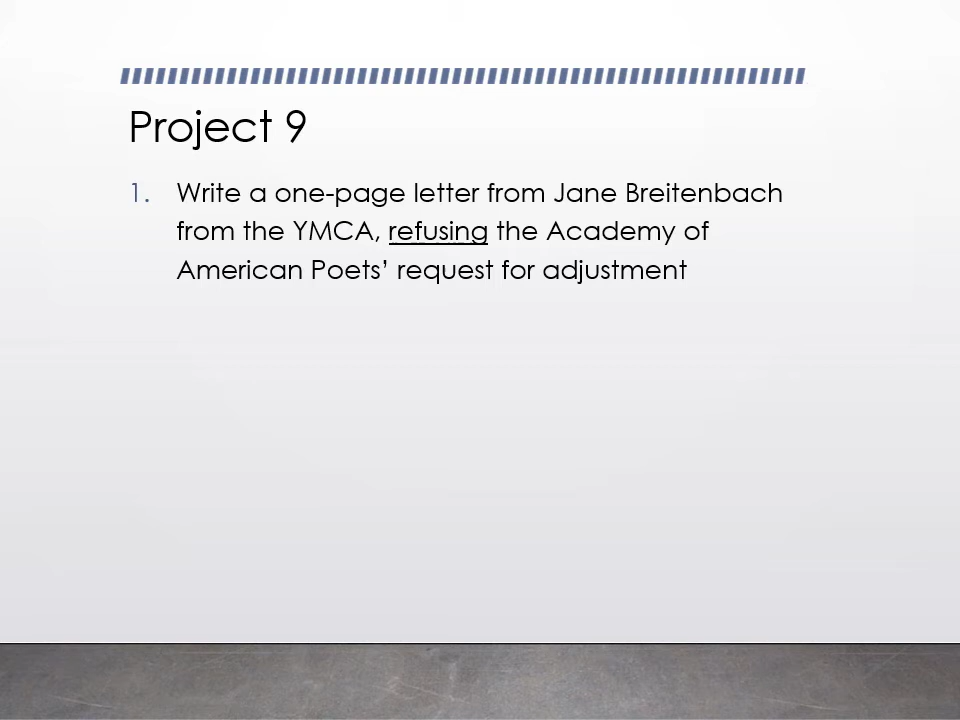 Project 9
1. Write a one-page letter from Jane Breitenbach
from the YMCA, refusing the Academy of
American Poets’ request for adjustment